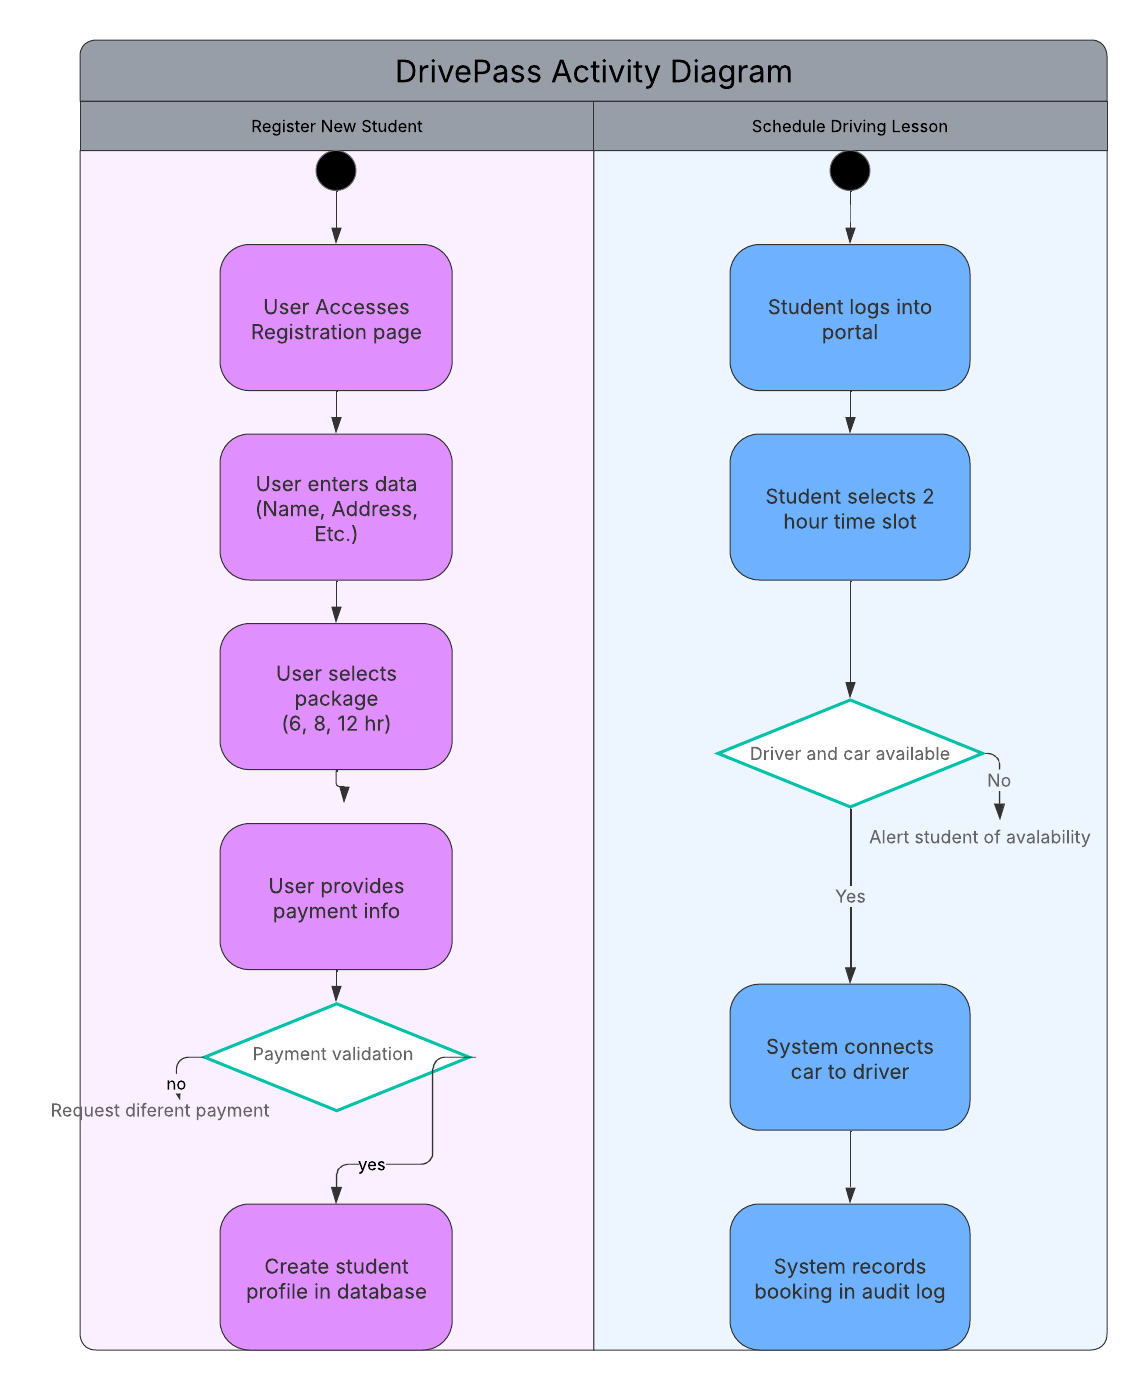 DrivePass Activity Diagram
Register New Student
Schedule Driving Lesson
User Accesses
Registration page
User enters data
(Name, Address,
Etc.)
User selects
package
(6, 8, 12 hr)
User provides
payment info
Payment validation
no
Request diferent payment
yes
Create student
profile in database
Student logs into
portal
Student selects 2
hour time slot
Driver and car available
No
Alert student of avalability
Yes
System connects
car to driver
System records
booking in audit log